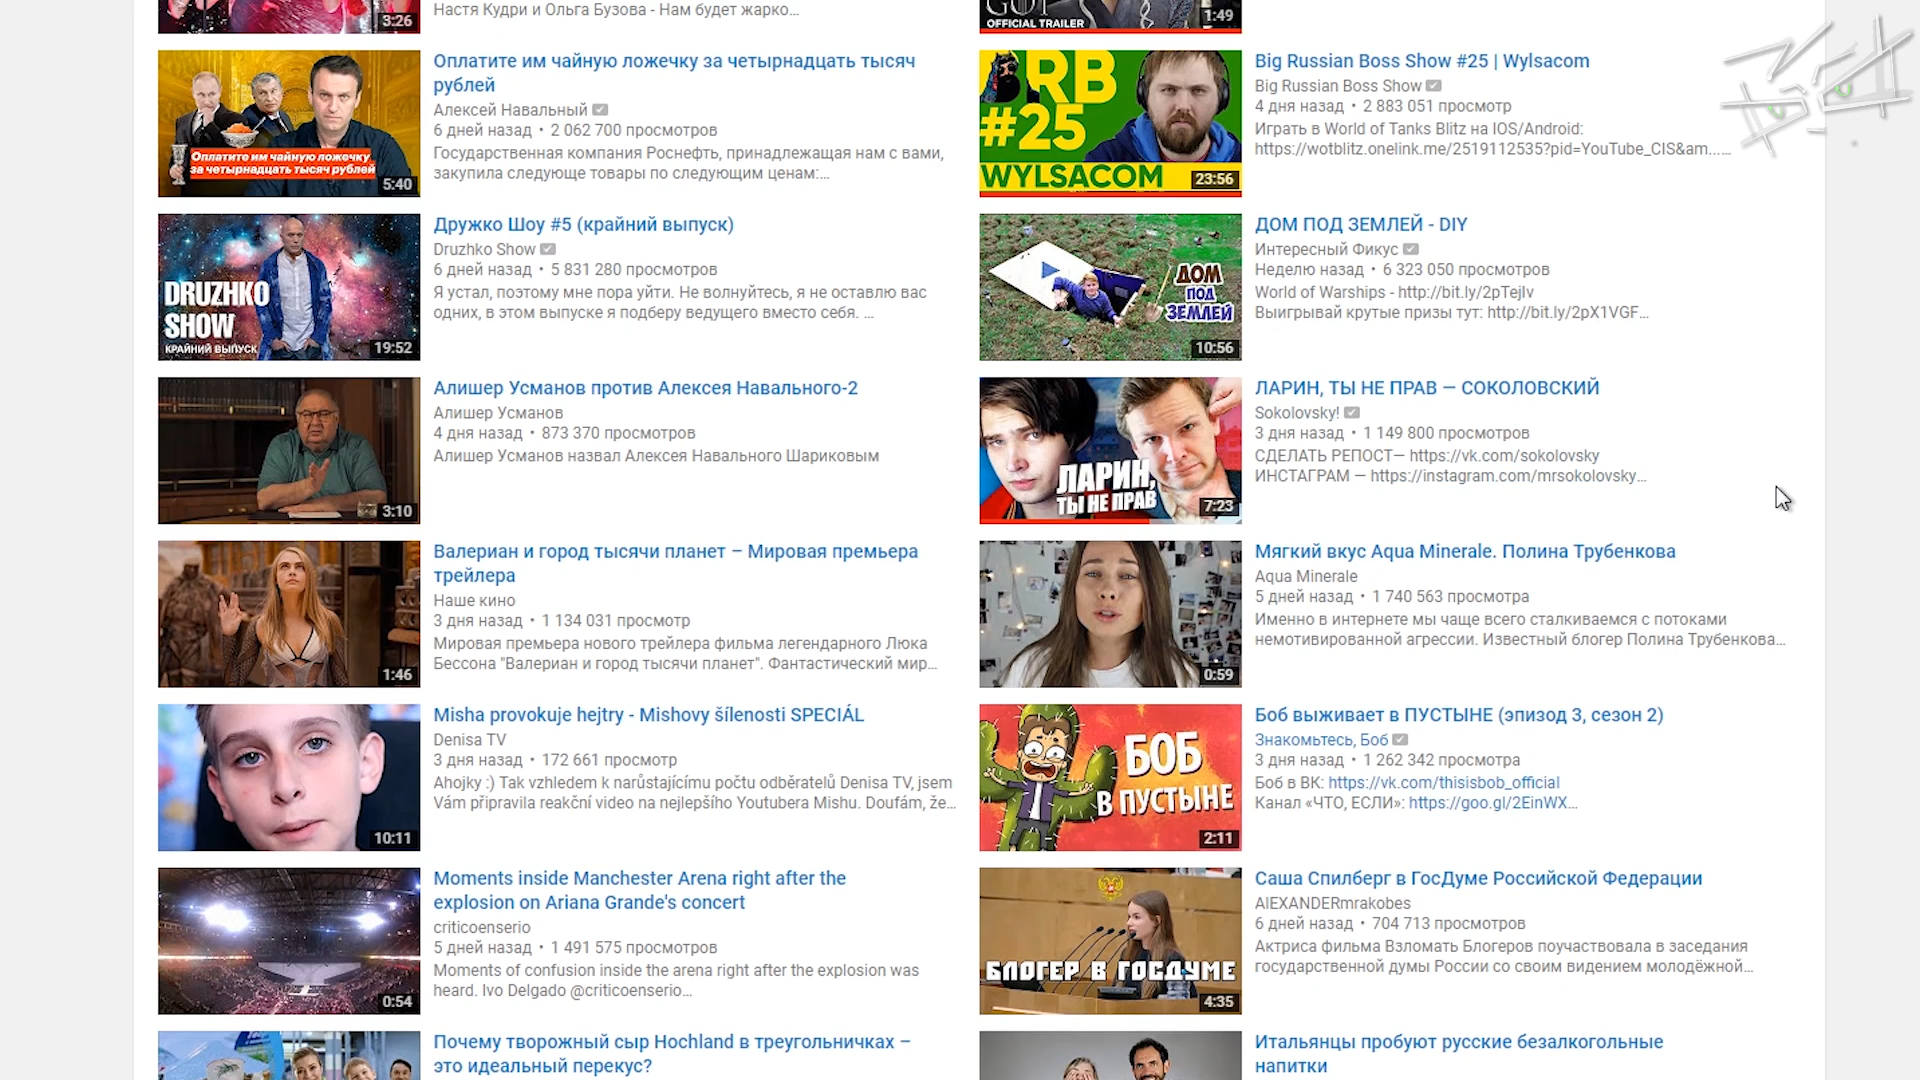 3:26
Настя Кудри и Ольга Бузова - Нам будет жарко...
OFFICIAL TRAILER
1:49
Оплатите им чайную ложечку
за четырнадцать тысяч рублей
5:40
Оплатите им чайную ложечку за четырнадцать тысяч
рублей
Алексей Навальный
6 дней назад • 2 062 700 просмотров
Государственная компания Роснефть, принадлежащая нам с вами,
закупила следующе товары по следующим ценам:...
BRB
#25
WYLSACOM
23:56
Big Russian Boss Show #25 | Wylsacom
Big Russian Boss Show
4 дня назад • 2 883 051 просмотр
Играть в World of Tanks Blitz на IOS/Android:
https://wotblitz.onelink.me/2519112535?pid=YouTube_CIS&am......
DRUZHKO
SHOW
КРАЙНИЙ ВЫПУСК
19:52
Дружко Шоу #5 (крайний выпуск)
Druzhko Show
6 дней назад • 5 831 280 просмотров
Я устал, поэтому мне пора уйти. Не волнуйтесь, я не оставлю вас
одних, в этом выпуске я подберу ведущего вместо себя. ...
ДОМ
ПОД
ЗЕМЛЕЙ
10:56
ДОМ ПОД ЗЕМЛЕЙ - DIY
Интересный Фикус
Неделю назад • 6 323 050 просмотров
World of Warships - http://bit.ly/2pTejIv
Выигрывай крутые призы тут: http://bit.ly/2pX1VGF...
3:10
Алишер Усманов против Алексея Навального-2
Алишер Усманов
4 дня назад • 873 370 просмотров
Алишер Усманов назвал Алексея Навального Шариковым
ЛАРИН,
ТЫ НЕ ПРАВ
7:23
ЛАРИН, ТЫ НЕ ПРАВ — СОКОЛОВСКИЙ
Sokolovsky!
3 дня назад • 1 149 800 просмотров
СДЕЛАТЬ РЕПОСТ— https://vk.com/sokolovsky
ИНСТАГРАМ — https://instagram.com/mrsokolovsky...
1:46
Валериан и город тысячи планет – Мировая премьера
трейлера
Наше кино
3 дня назад • 1 134 031 просмотр
Мировая премьера нового трейлера фильма легендарного Люка
Бессона "Валериан и город тысячи планет". Фантастический мир...
0:59
Мягкий вкус Aqua Minerale. Полина Трубенкова
Aqua Minerale
5 дней назад • 1 740 563 просмотра
Именно в интернете мы чаще всего сталкиваемся с потоками
немотивированной агрессии. Известный блогер Полина Трубенкова...
10:11
Misha provokuje hejtry - Mishovy šílenosti SPECIÁL
Denisa TV
3 дня назад • 172 661 просмотр
Ahojky :) Tak vzhledem k narůstajícímu počtu odběratelů Denisa TV, jsem
Vám připravila reakční video na nejlepšího Youtubera Mishu. Doufám, že...
БОБ
В ПУСТЫНЕ
2:11
Боб выживает в ПУСТЫНЕ (эпизод 3, сезон 2)
Знакомьтесь, Боб
3 дня назад • 1 262 342 просмотра
Боб в ВК: https://vk.com/thisisbob_official
Канал «ЧТО, ЕСЛИ»: https://goo.gl/2EinWX...
0:54
Moments inside Manchester Arena right after the
explosion on Ariana Grande's concert
criticoenserio
5 дней назад • 1 491 575 просмотров
Moments of confusion inside the arena right after the explosion was
heard. Ivo Delgado @criticoenserio...
БЛОГЕР В ГОСДУМЕ
4:35
Саша Спилберг в ГосДуме Российской Федерации
AlEXANDERmrakobes
6 дней назад • 704 713 просмотров
Актриса фильма Взломать Блогеров поучаствовала в заседания
государственной думы России со своим видением молодёжной...
Почему творожный сыр Hochland в треугольничках –
это идеальный перекус?
Итальянцы пробуют русские безалкогольные
напитки